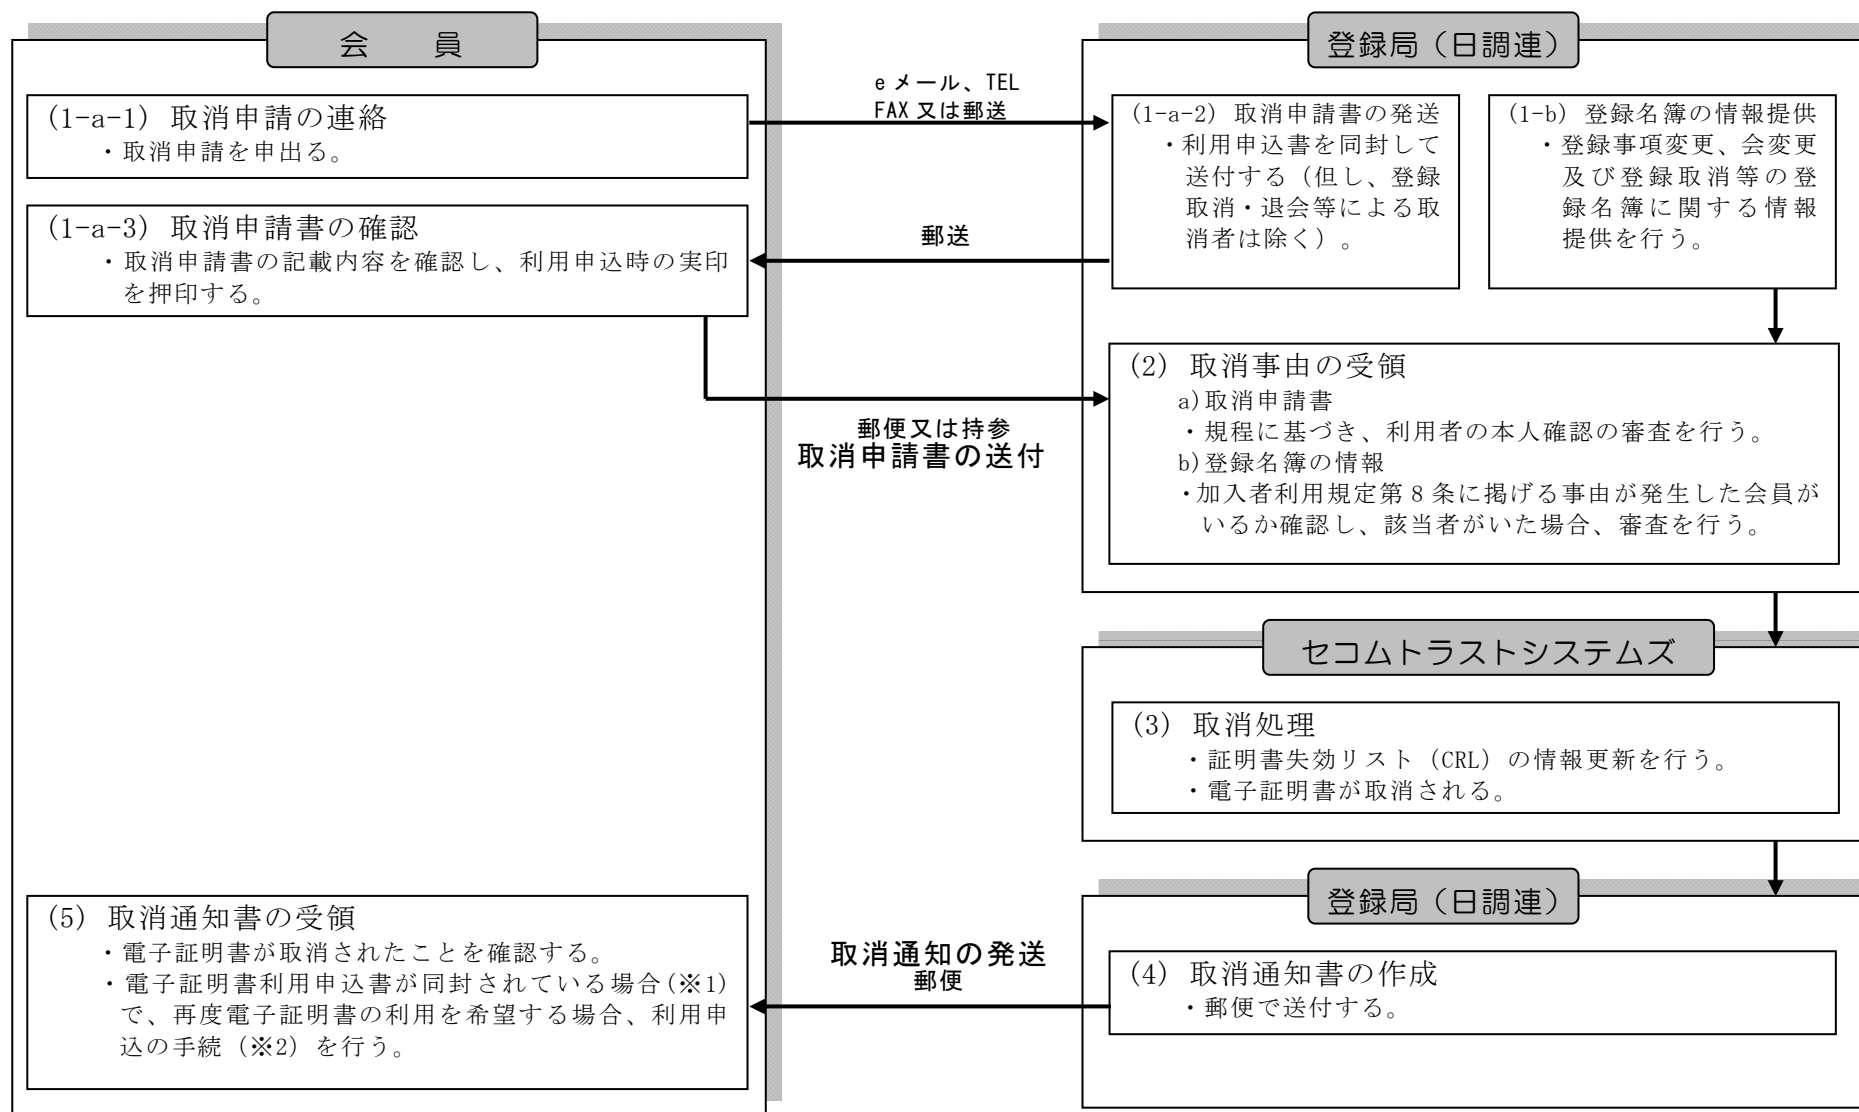 会　　員
(1-a-1) 取消申請の連絡
・取消申請を申出る。
(1-a-3) 取消申請書の確認
・取消申請書の記載内容を確認し、利用申込時の実印
を押印する。
eメール、TEL
FAX 又は郵送
郵送
郵便又は持参
取消申請書の送付
登録局（日調連）
(1-a-2) 取消申請書の発送
・利用申込書を同封して
送付する（但し、登録
取消・退会等による取
消者は除く）。
(1-b) 登録名簿の情報提供
・登録事項変更、会変更
及び登録取消等の登
録名簿に関する情報
提供を行う。
(2) 取消事由の受領
a)取消申請書
・規程に基づき、利用者の本人確認の審査を行う。
b)登録名簿の情報
・加入者利用規定第 8 条に掲げる事由が発生した会員が
いるか確認し、該当者がいた場合、審査を行う。
セコムトラストシステムズ
(3) 取消処理
・証明書失効リスト（CRL）の情報更新を行う。
・電子証明書が取消される。
登録局（日調連）
(4) 取消通知書の作成
・郵便で送付する。
取消通知の発送
郵便
(5) 取消通知書の受領
・電子証明書が取消されたことを確認する。
・電子証明書利用申込書が同封されている場合(※1)
で、再度電子証明書の利用を希望する場合、利用申
込の手続（※2）を行う。